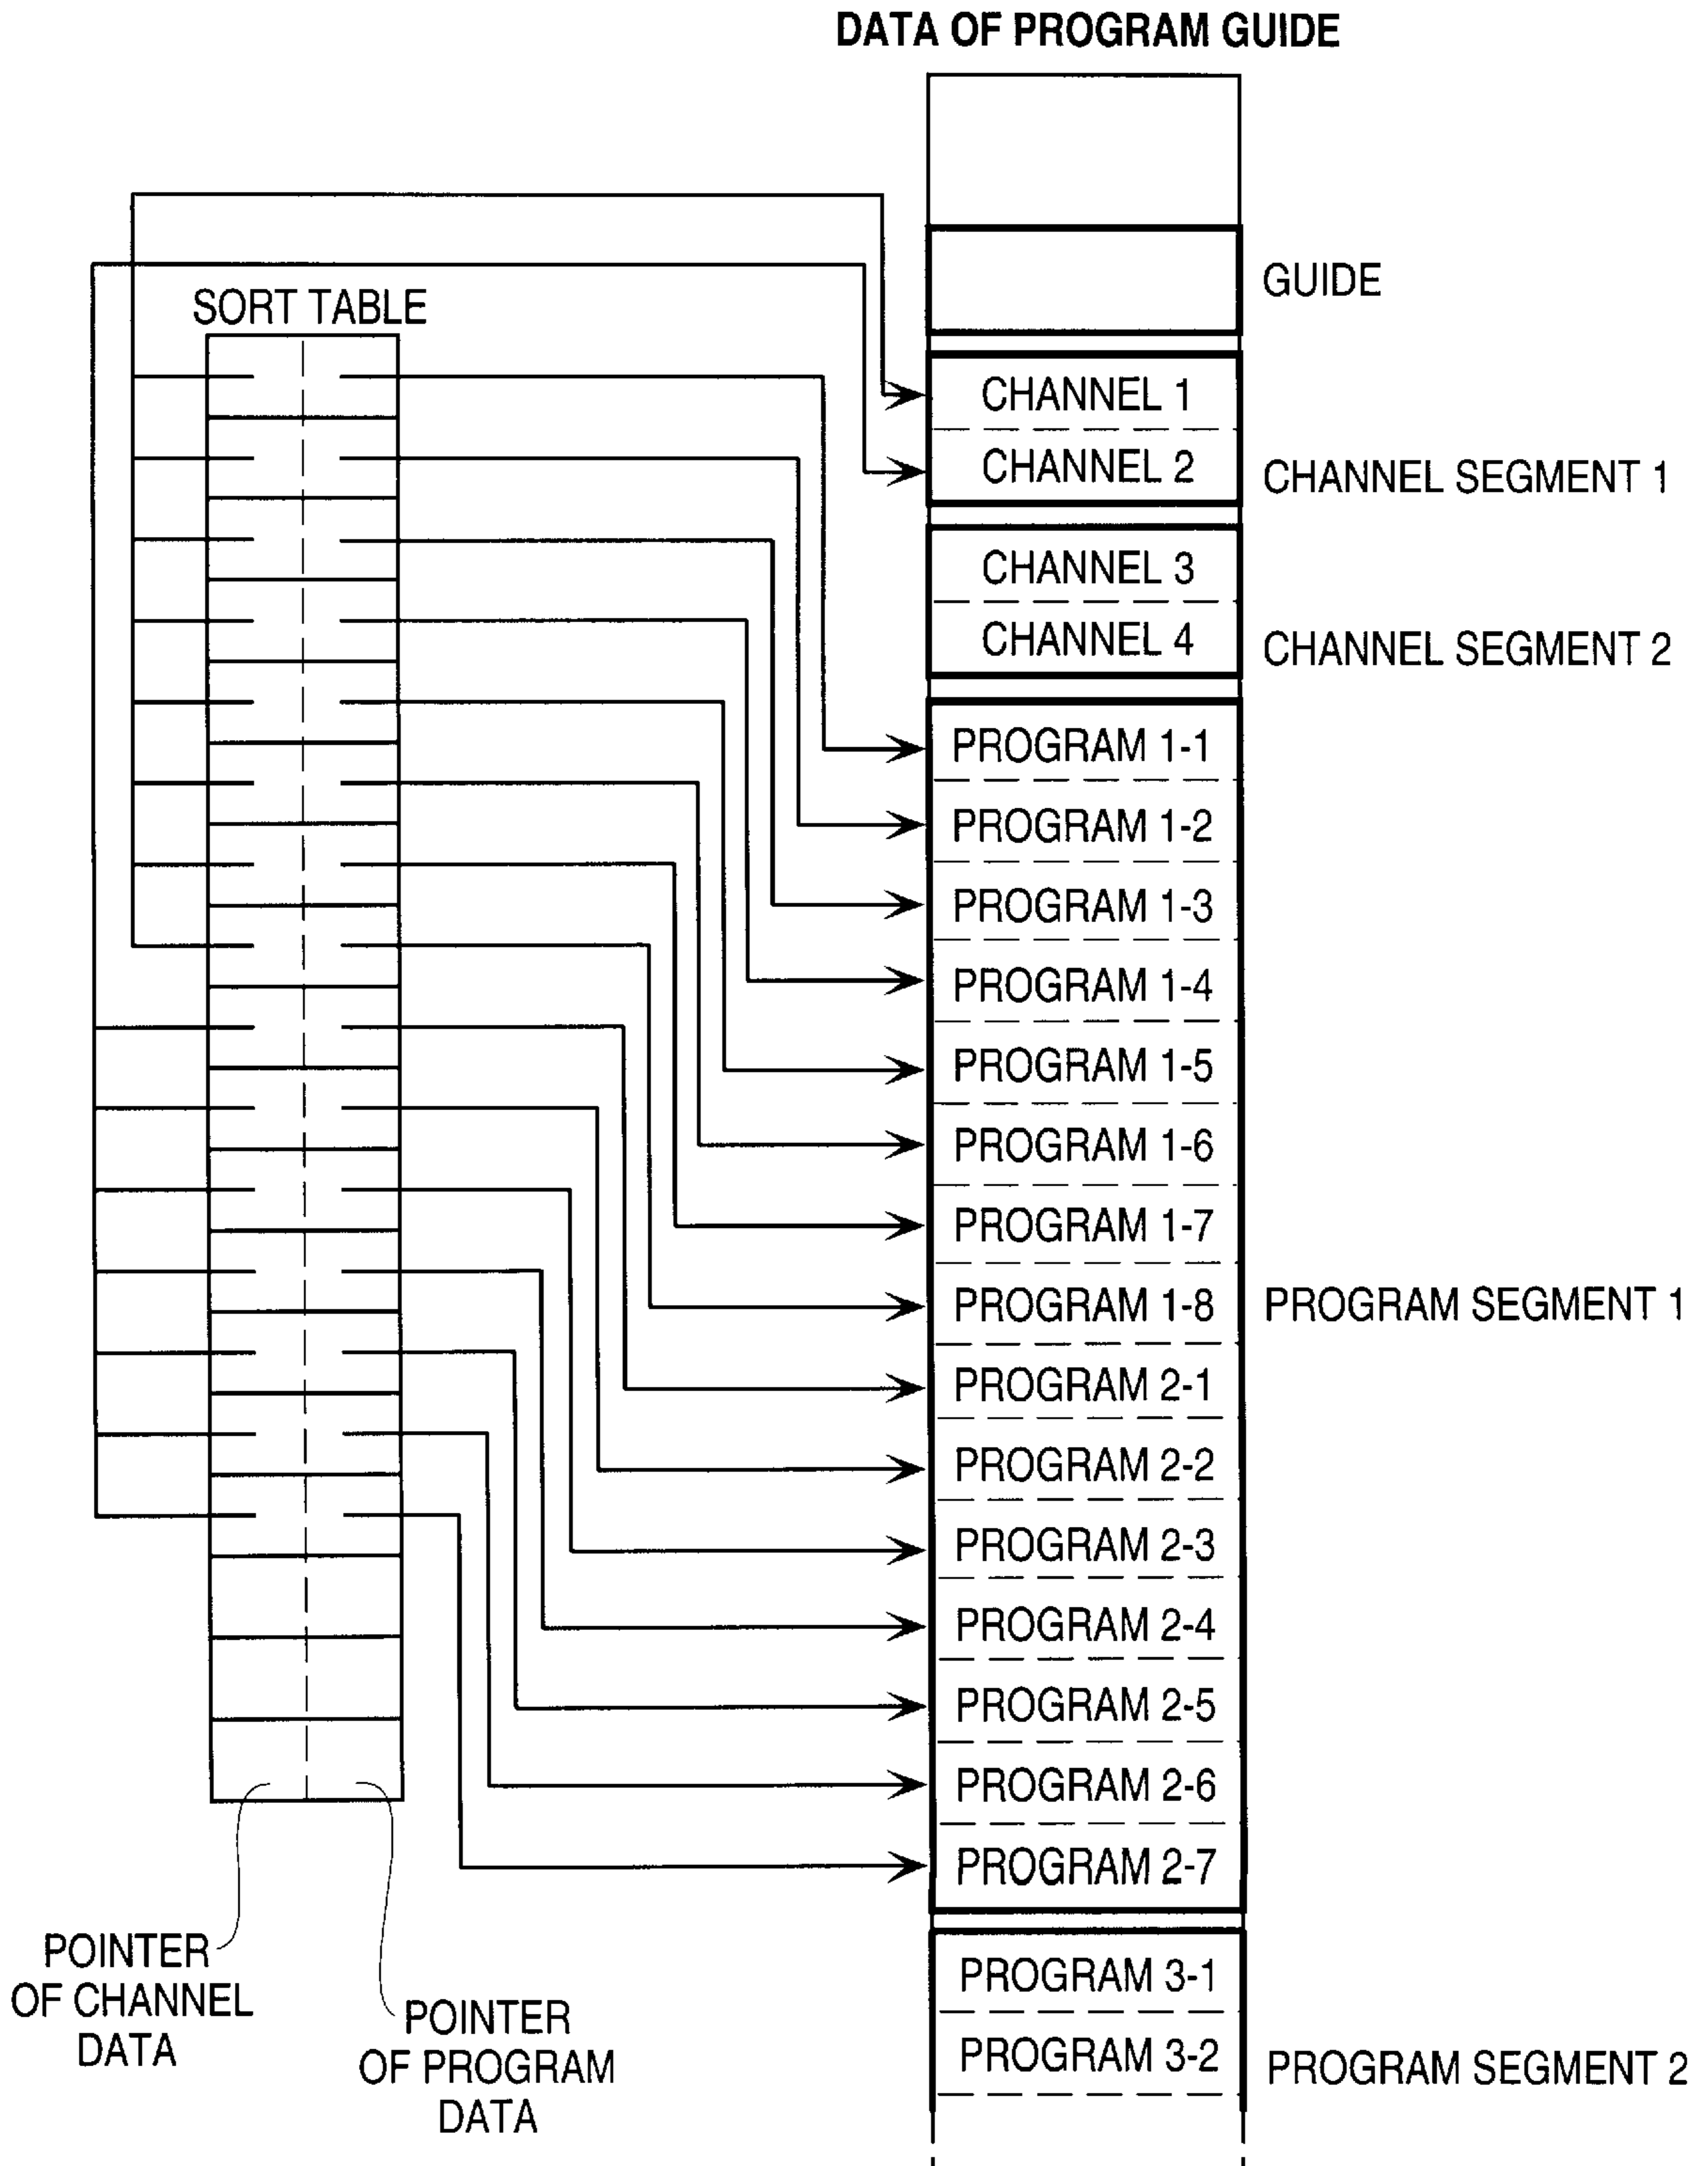 DATA OF PROGRAM GUIDE
GUIDE
SORT TABLE
CHANNEL 1
CHANNEL 2
CHANNEL SEGMENT 1
CHANNEL 3
CHANNEL 4
CHANNEL SEGMENT 2
PROGRAM 1-1
PROGRAM 1-2
PROGRAM 1-3
PROGRAM 1-4
PROGRAM 1-5
PROGRAM 1-6
PROGRAM 1-7
PROGRAM 1-8
PROGRAM SEGMENT 1
PROGRAM 2-1
PROGRAM 2-2
PROGRAM 2-3
PROGRAM 2-4
PROGRAM 2-5
PROGRAM 2-6
PROGRAM 2-7
POINTER
OF CHANNEL
DATA
POINTER
OF PROGRAM
DATA
PROGRAM 3-1
PROGRAM 3-2
PROGRAM SEGMENT 2